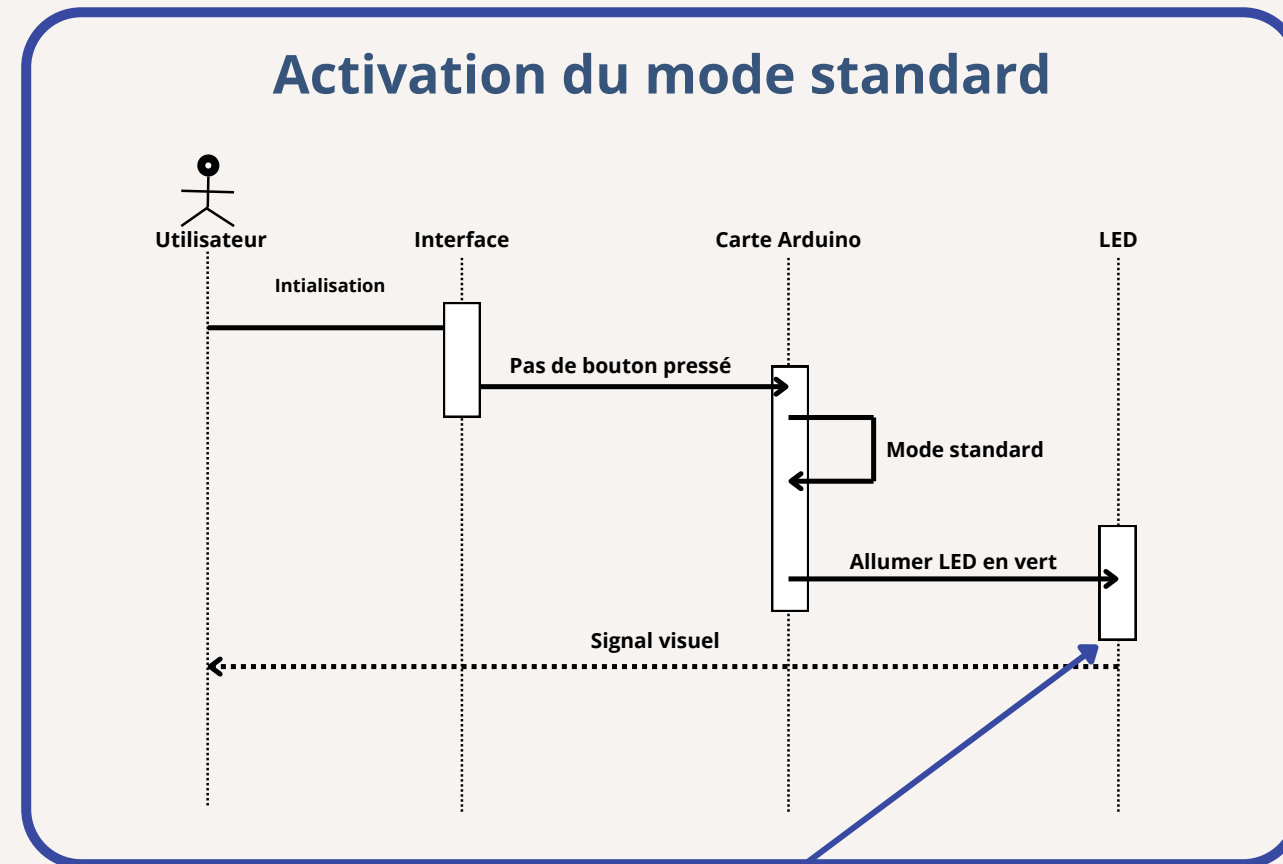 Activation du mode standard
Utilisateur
Interface
Carte Arduino
LED
Intialisation
Pas de bouton pressé
Mode standard
Allumer LED en vert
Signal visuel